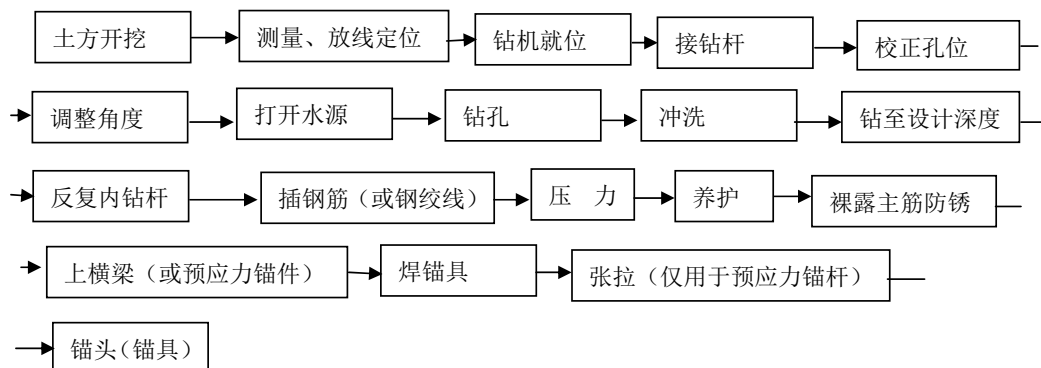 土方开挖 测量、放线定位 钻机就位 接钻杆 校正孔位
调整角度 打开水源 钻孔 冲洗 钻至设计深度
反复内钻杆 插钢筋（或钢绞线） 压 力 养护 裸露主筋防锈
上横梁（或预应力锚件） 焊锚具 张拉（仅用于预应力锚杆）
锚头（锚具）